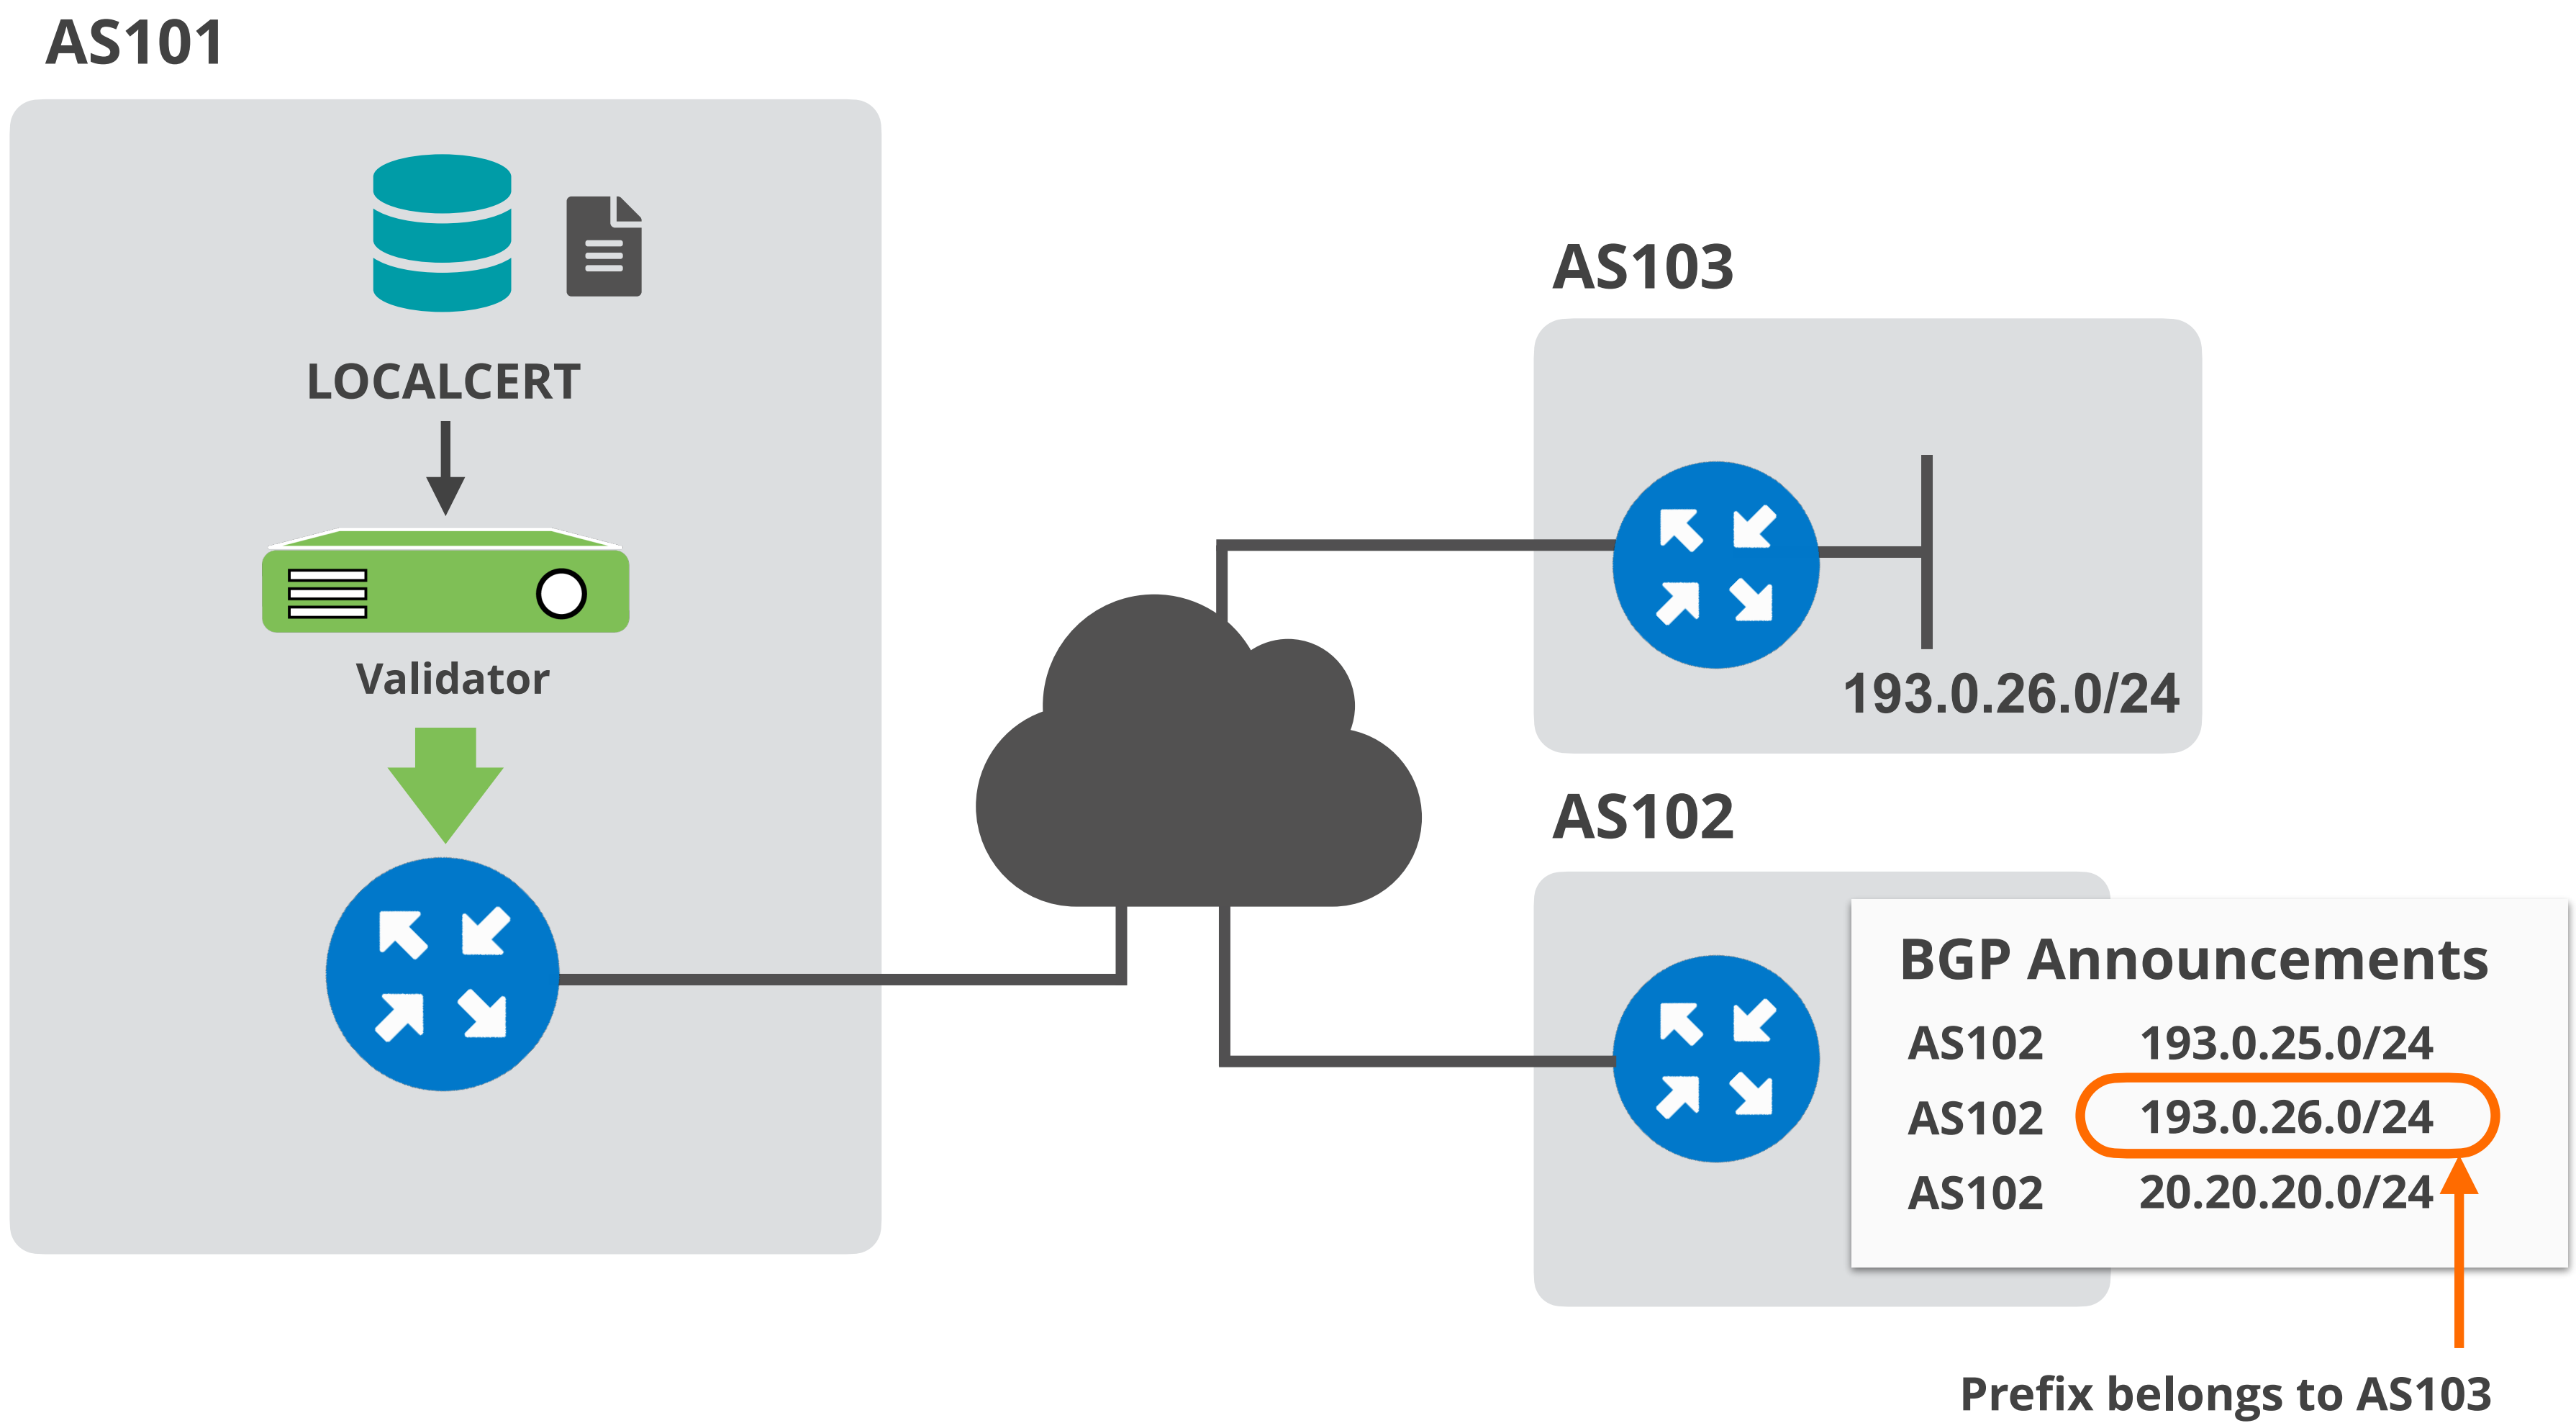 AS101
LOCALCERT
Validator
AS103
193.0.26.0/24
AS102
BGP Announcements
AS102 193.0.25.0/24
AS102 193.0.26.0/24
AS102 20.20.20.0/24
Prefix belongs to AS103